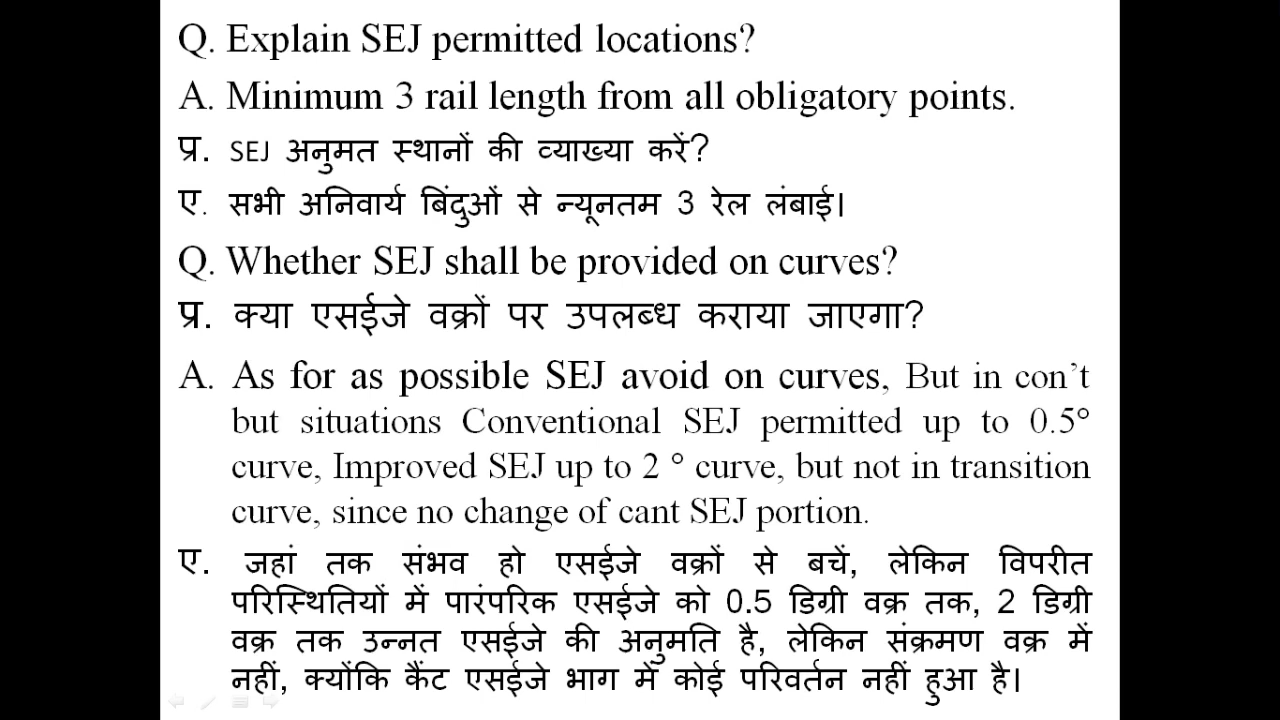 Q. Explain SEJ permitted locations?
A. Minimum 3 rail length from all obligatory points.
प्र. SEJ अनुमत स्थानों की व्याख्या करें?
ए. सभी अनिवार्य बिंदुओं से न्यूनतम 3 रेल लंबाई।
Q. Whether SEJ shall be provided on curves?
प्र. क्या एसईजे वक्रों पर उपलब्ध कराया जाएगा?
A. As for as possible SEJ avoid on curves, But in con't
but situations Conventional SEJ permitted up to 0.5°
curve, Improved SEJ up to 2 ° curve, but not in transition
curve, since no change of cant SEJ portion.
ए. जहां तक संभव हो एसईजे वक्रों से बचें, लेकिन विपरीत
परिस्थितियों में पारंपरिक एसईजे को 0.5 डिग्री वक्र तक, 2 डिग्री
वक्र तक उन्नत एसईजे की अनुमति है, लेकिन संक्रमण वक्र में
नहीं, क्योंकि कैंट एसईजे भाग में कोई परिवर्तन नहीं हुआ है।